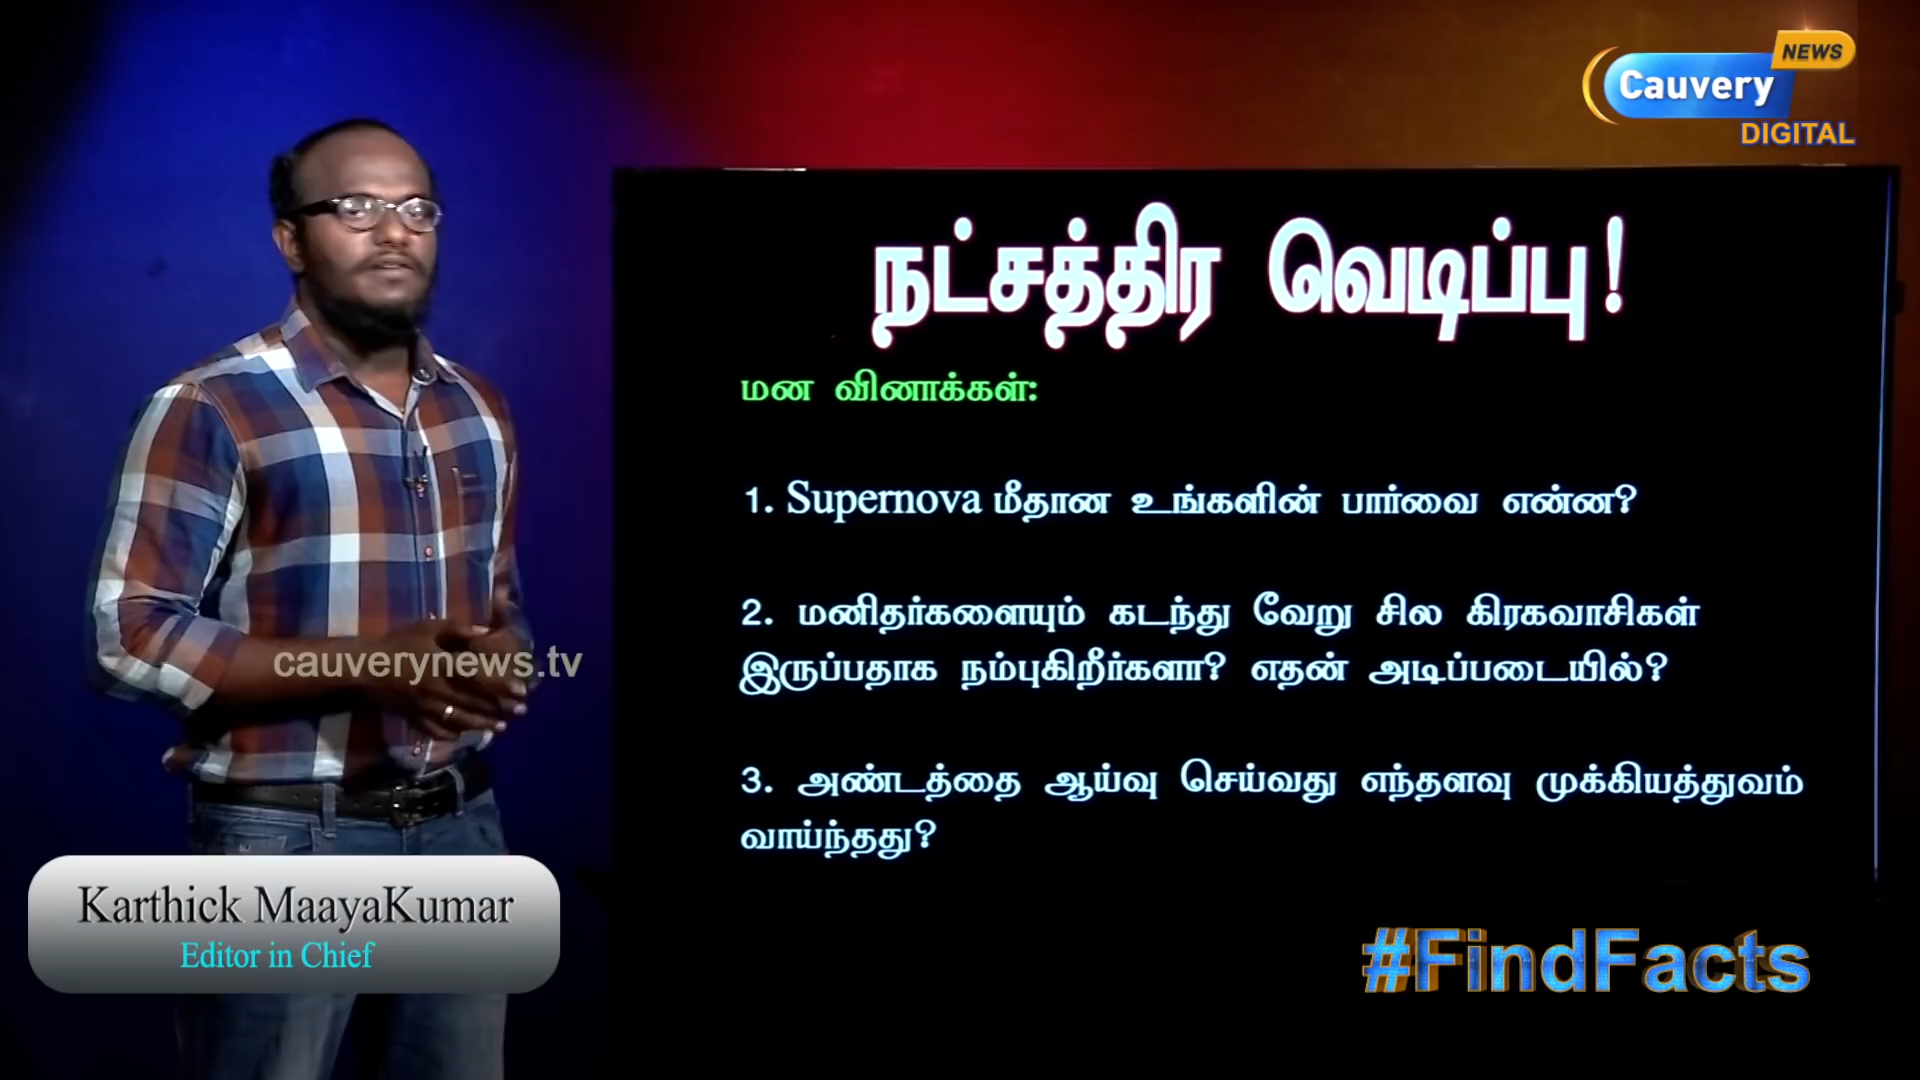 NEWS
Cauvery
DIGITAL
நட்சத்திர வெடிப்பு!
மன வினாக்கள்:
1. Supernova மீதான உங்களின் பார்வை என்ன?
2. மனிதர்களையும் கடந்து வேறு சில கிரகவாசிகள்
இருப்பதாக நம்புகிறீர்களா? எதன் அடிப்படையில்?
3. அண்டத்தை ஆய்வு செய்வது எந்தளவு முக்கியத்துவம்
வாய்ந்தது?
cauverynews.tv
Karthick MaayaKumar
Editor in Chief
#FindFacts